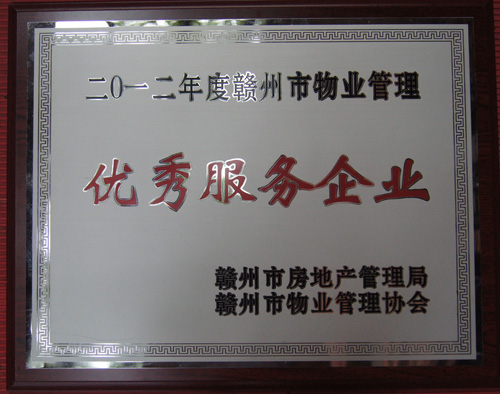 二〇一二年度赣州市物业管理
优秀服务企业
赣州市房地产管理局
赣州市物业管理协会